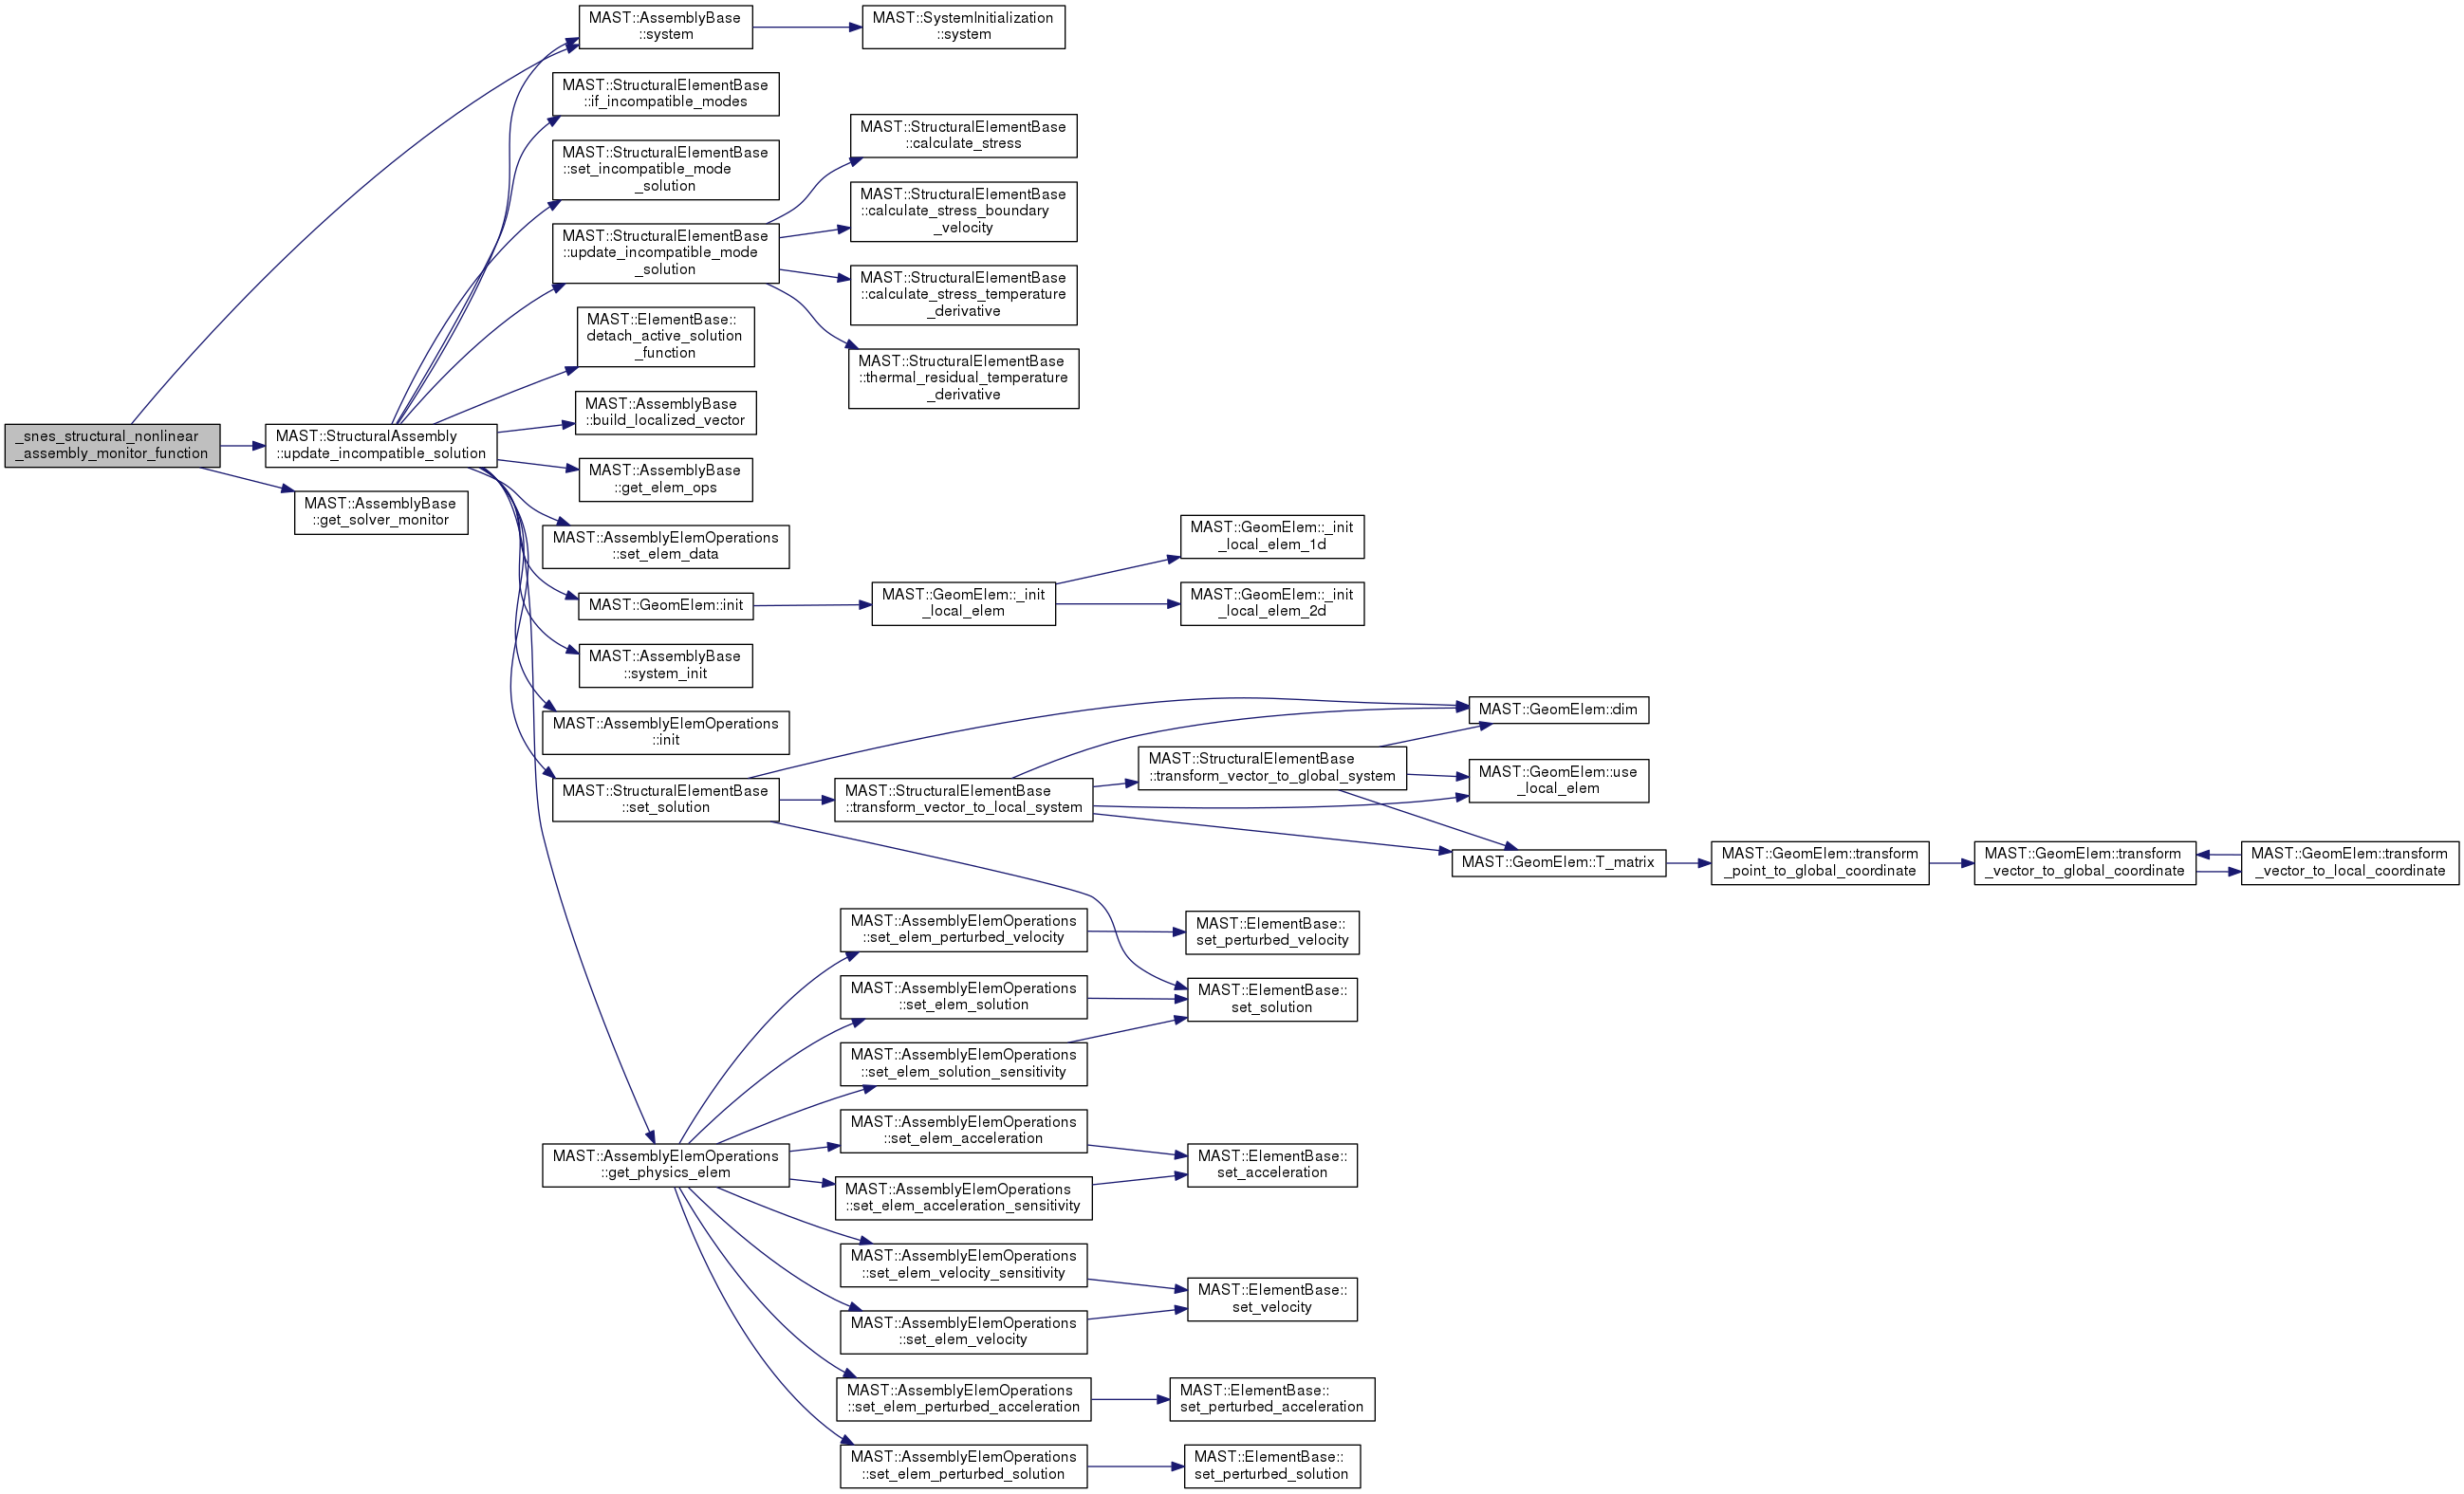 MAST::AssemblyBase
::system
MAST::SystemInitialization
::system
MAST::StructuralElementBase
::if_incompatible_modes
MAST::StructuralElementBase
::calculate_stress
MAST::StructuralElementBase
::set_incompatible_mode
_solution
MAST::StructuralElementBase
::calculate_stress_boundary
_velocity
MAST::StructuralElementBase
::update_incompatible_mode
_solution
MAST::StructuralElementBase
::calculate_stress_temperature
_derivative
MAST::ElementBase::
detach_active_solution
_function
MAST::StructuralElementBase
::thermal_residual_temperature
_derivative
MAST::AssemblyBase
::build_localized_vector
_snes_structural_nonlinear
_assembly_monitor_function
MAST::StructuralAssembly
::update_incompatible_solution
MAST::AssemblyBase
::get_elem_ops
MAST::AssemblyBase
::get_solver_monitor
MAST::AssemblyElemOperations
::set_elem_data
MAST::GeomElem::_init
_local_elem_1d
MAST::GeomElem::init
MAST::GeomElem::_init
_local_elem
MAST::GeomElem::_init
_local_elem_2d
MAST::AssemblyBase
::system_init
MAST::AssemblyElemOperations
::init
MAST::GeomElem::dim
MAST::StructuralElementBase
::transform_vector_to_global_system
MAST::GeomElem::use
_local_elem
MAST::StructuralElementBase
::set_solution
MAST::StructuralElementBase
::transform_vector_to_local_system
MAST::GeomElem::T_matrix
MAST::GeomElem::transform
_point_to_global_coordinate
MAST::GeomElem::transform
_vector_to_global_coordinate
MAST::GeomElem::transform
_vector_to_local_coordinate
MAST::AssemblyElemOperations
::set_elem_perturbed_velocity
MAST::ElementBase::
set_perturbed_velocity
MAST::AssemblyElemOperations
::set_elem_solution
MAST::ElementBase::
set_solution
MAST::AssemblyElemOperations
::set_elem_solution_sensitivity
MAST::AssemblyElemOperations
::set_elem_acceleration
MAST::AssemblyElemOperations
::get_physics_elem
MAST::ElementBase::
set_acceleration
MAST::AssemblyElemOperations
::set_elem_acceleration_sensitivity
MAST::AssemblyElemOperations
::set_elem_velocity_sensitivity
MAST::ElementBase::
set_velocity
MAST::AssemblyElemOperations
::set_elem_velocity
MAST::AssemblyElemOperations
::set_elem_perturbed_acceleration
MAST::ElementBase::
set_perturbed_acceleration
MAST::AssemblyElemOperations
::set_elem_perturbed_solution
MAST::ElementBase::
set_perturbed_solution